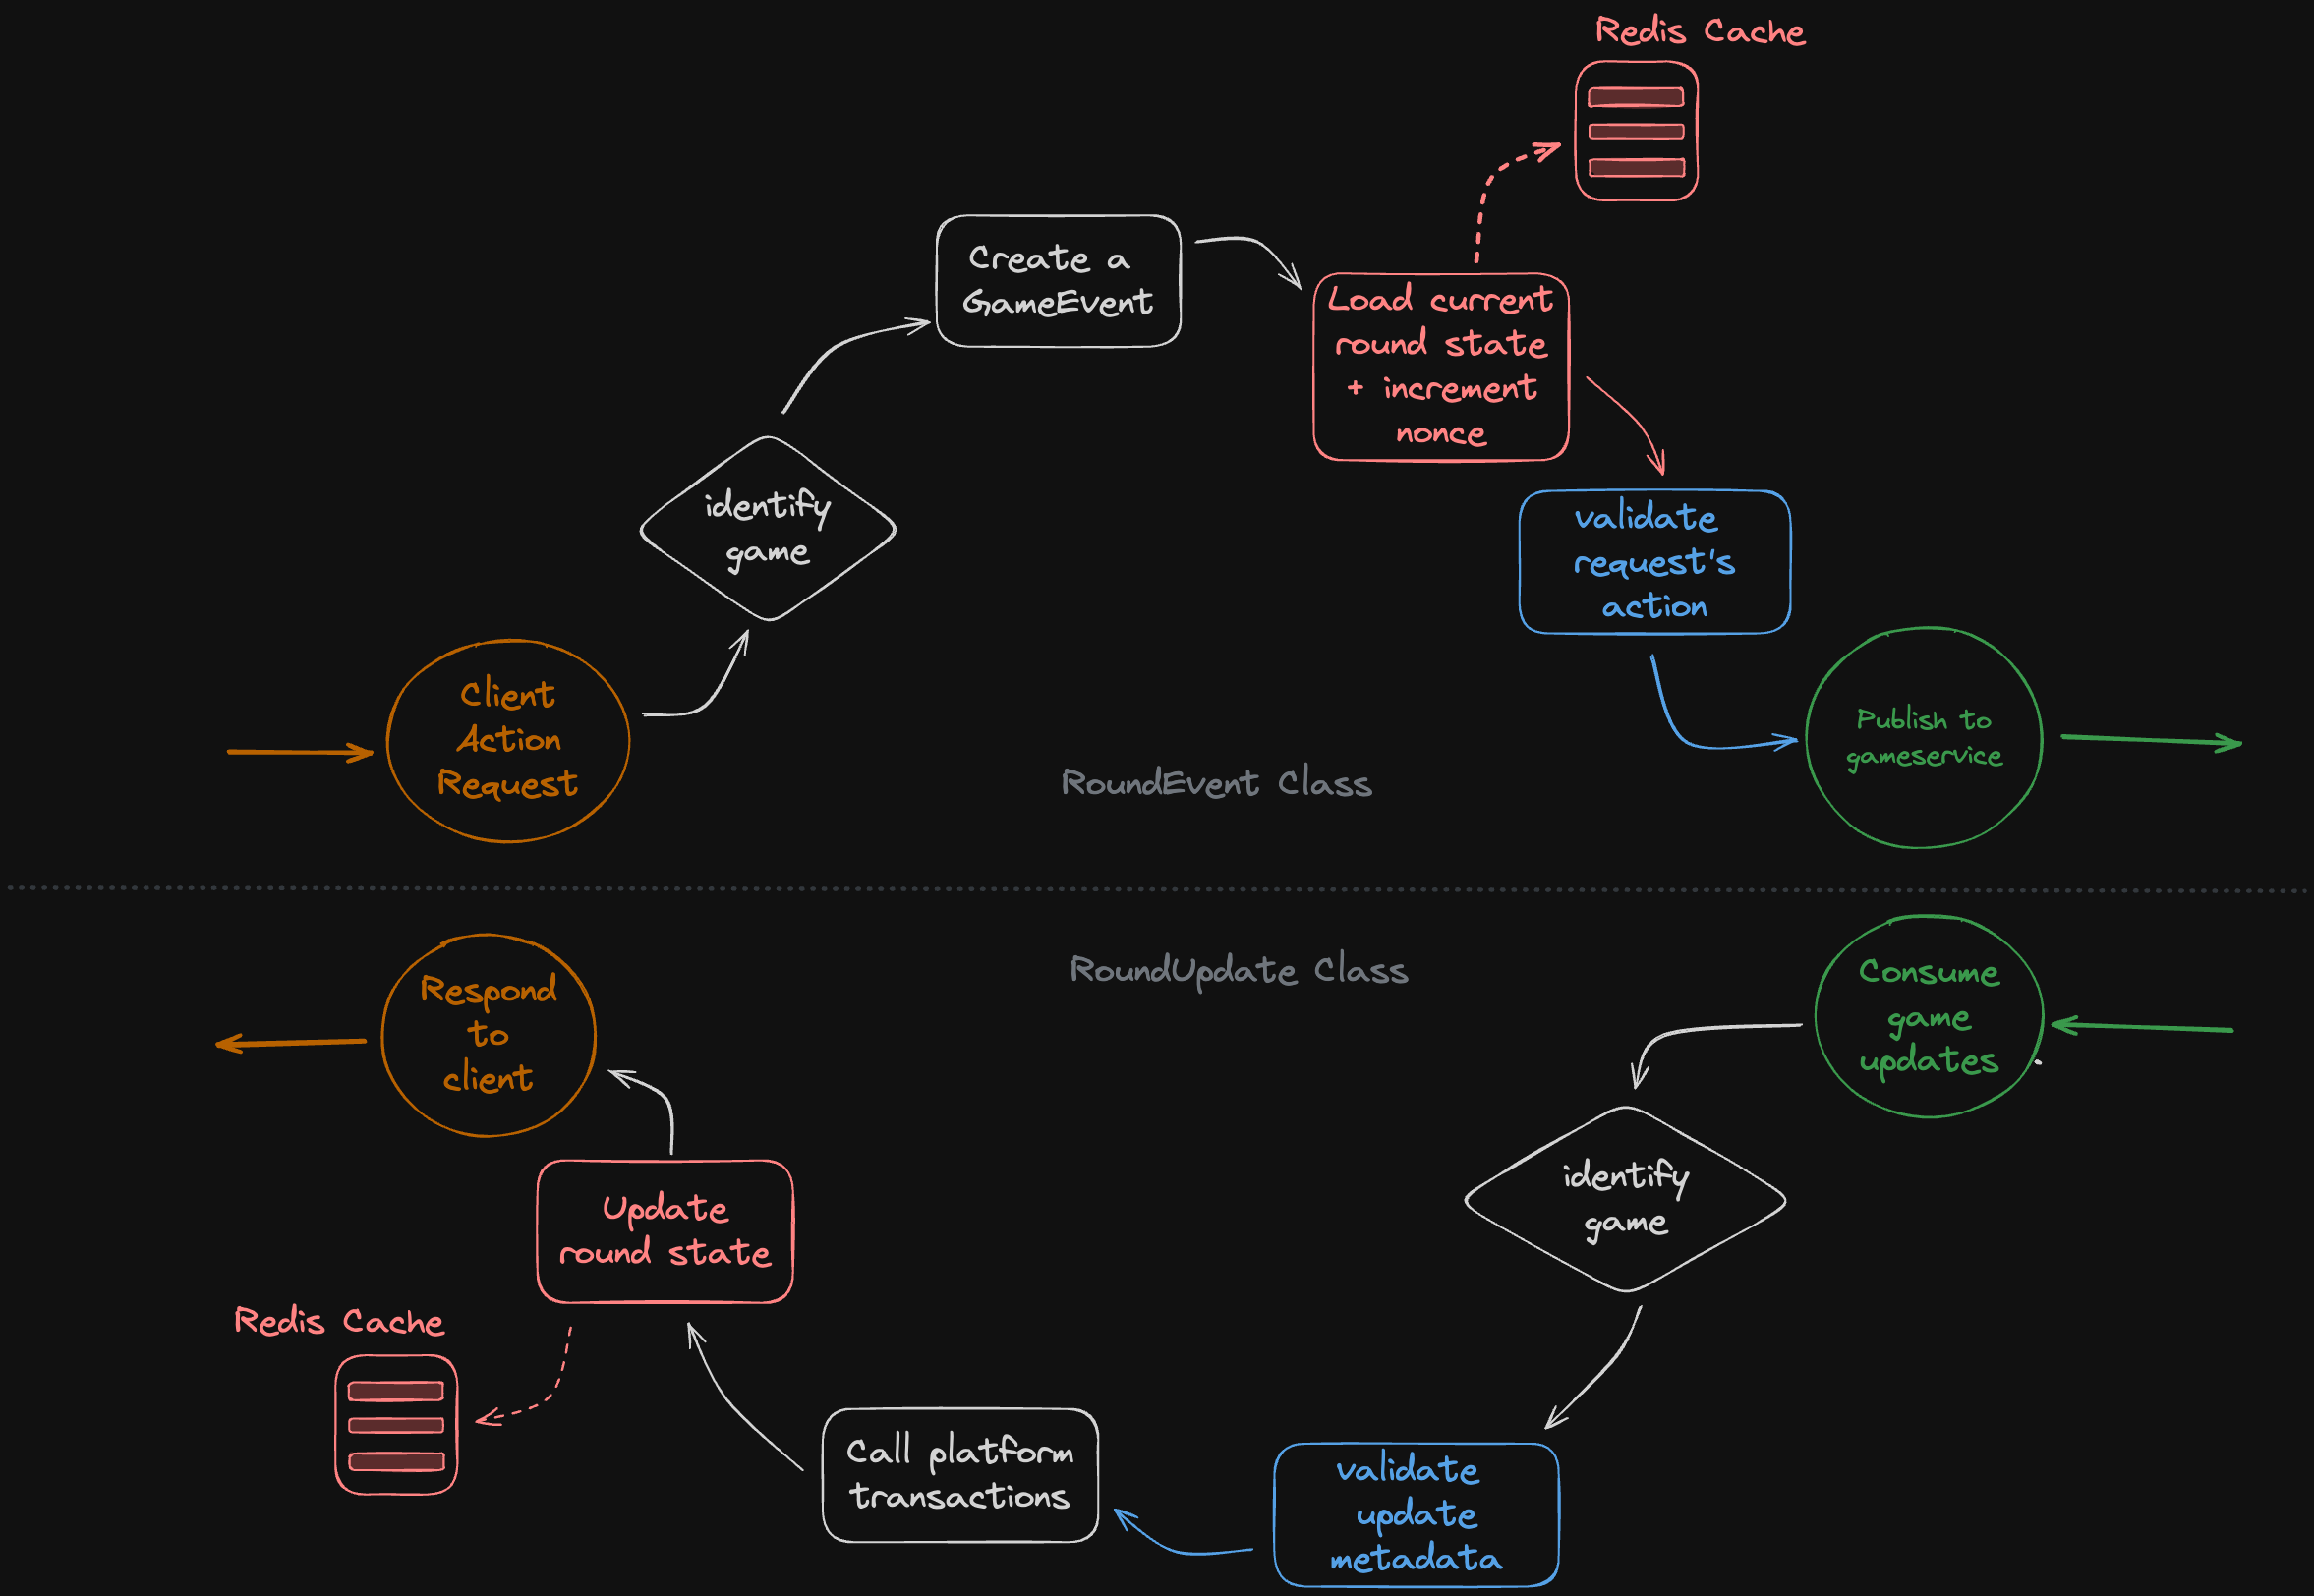 Redis Cache
Create a
GameEvent
Load current
round state
+ increment
nonce
identify
game
validate
request's
action
Client
Action
Request
Publish to
gameservice
RoundEvent Class
RoundUpdate Class
Consume
game
updates
Respond
to
client
identify
game
Update
round state
Redis Cache
Call platform
transactions
validate
update
metadata